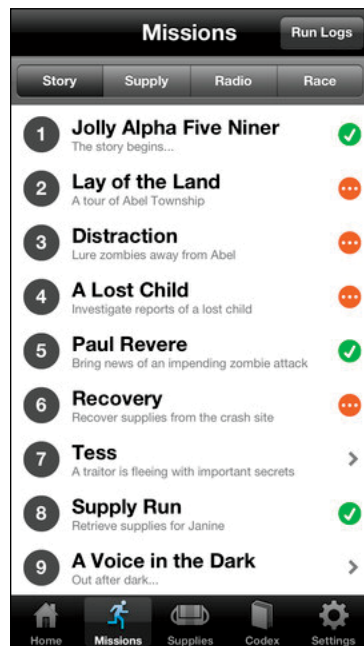 Missions
Run Logs
Story Supply Radio Race
1 Jolly Alpha Five Niner
The story begins...
2 Lay of the Land
A tour of Abel Township
3 Distraction
Lure zombies away from Abel
4 A Lost Child
Investigate reports of a lost child
5 Paul Revere
Bring news of an impending zombie attack
6 Recovery
Recover supplies from the crash site
7 Tess
A traitor is fleeing with important secrets
8 Supply Run
Retrieve supplies for Janine
9 A Voice in the Dark
Out after dark...
Home Missions Supplies Codex Settings